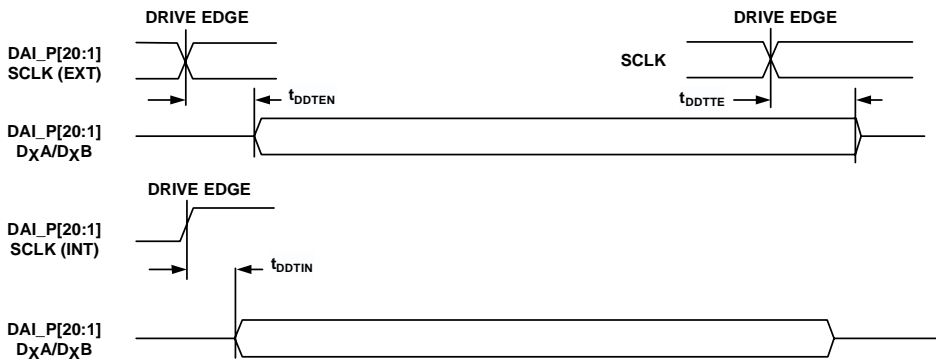 DRIVE EDGE
DRIVE EDGE
DAI_P[20:1]
SCLK (EXT)
SCLK
tDDTEN
tDDTTE
DAI_P[20:1]
DXA/DXB
DRIVE EDGE
DAI_P[20:1]
SCLK (INT)
tDDTIN
DAI_P[20:1]
DXA/DXB